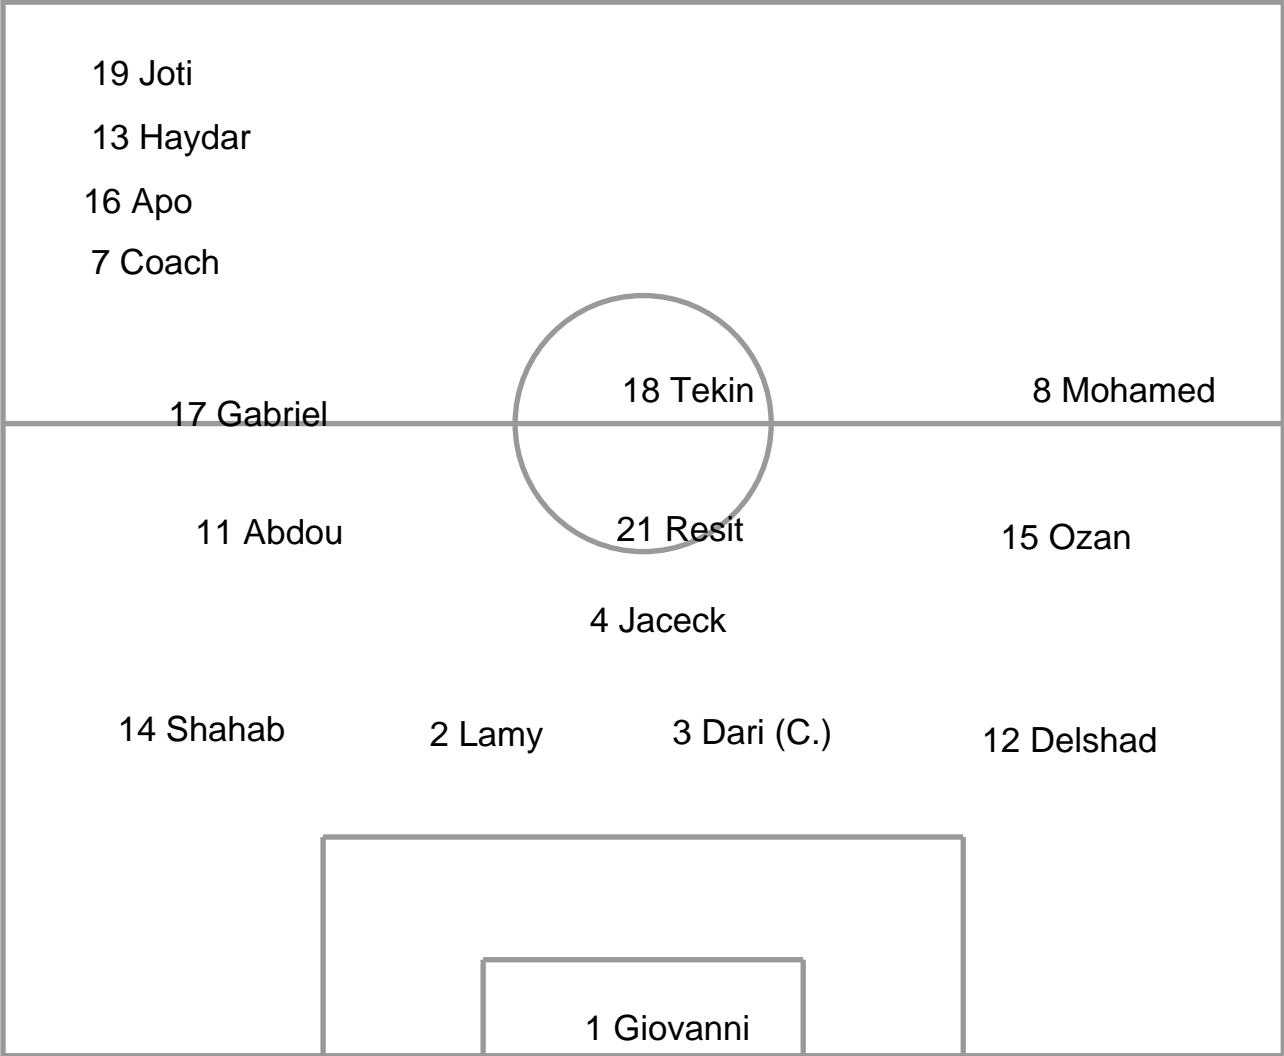 19 Joti
13 Haydar
16 Apo
7 Coach
18 Tekin
8 Mohamed
17 Gabriel
11 Abdou
21 Resit
15 Ozan
4 Jaceck
14 Shahab
2 Lamy
3 Dari (C.)
12 Delshad
1 Giovanni